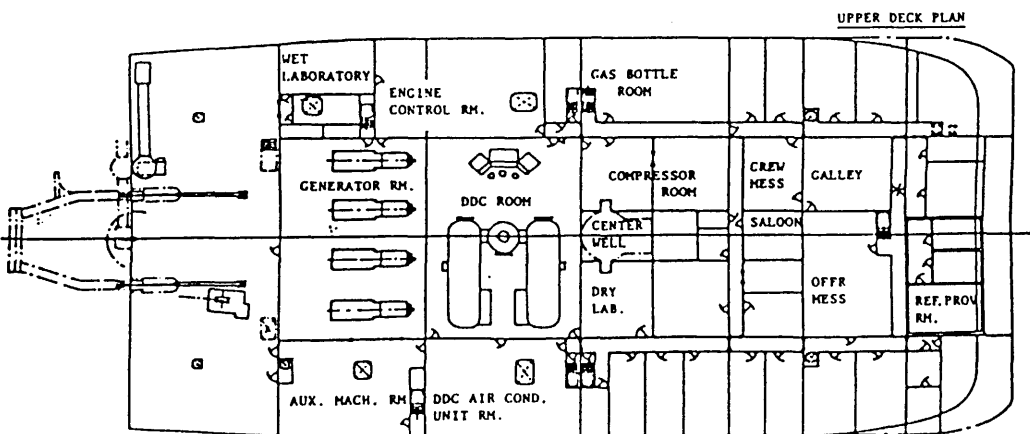 UPPER DECK PLAN
WET
LABORATORY
ENGINE
CONTROL RM.
GAS BOTTLE
ROOM
GENERATOR RM.
DDC ROOM
COMPRESSOR
ROOM
CREW
MESS
GALLEY
CENTER
WELL
SALOON
DRY
LAB.
OFFR
MESS
REF. PROV
RM.
AUX. MACH. RM
DDC AIR COND.
UNIT RM.